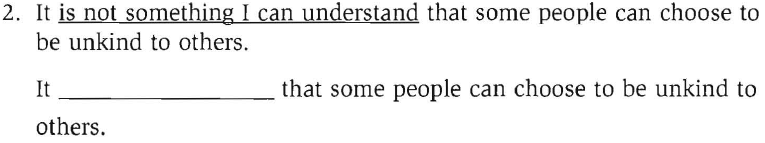 2. It is not something I can understand that some people can choose to
be unkind to others.
It ____________________ that some people can choose to be unkind to
others.